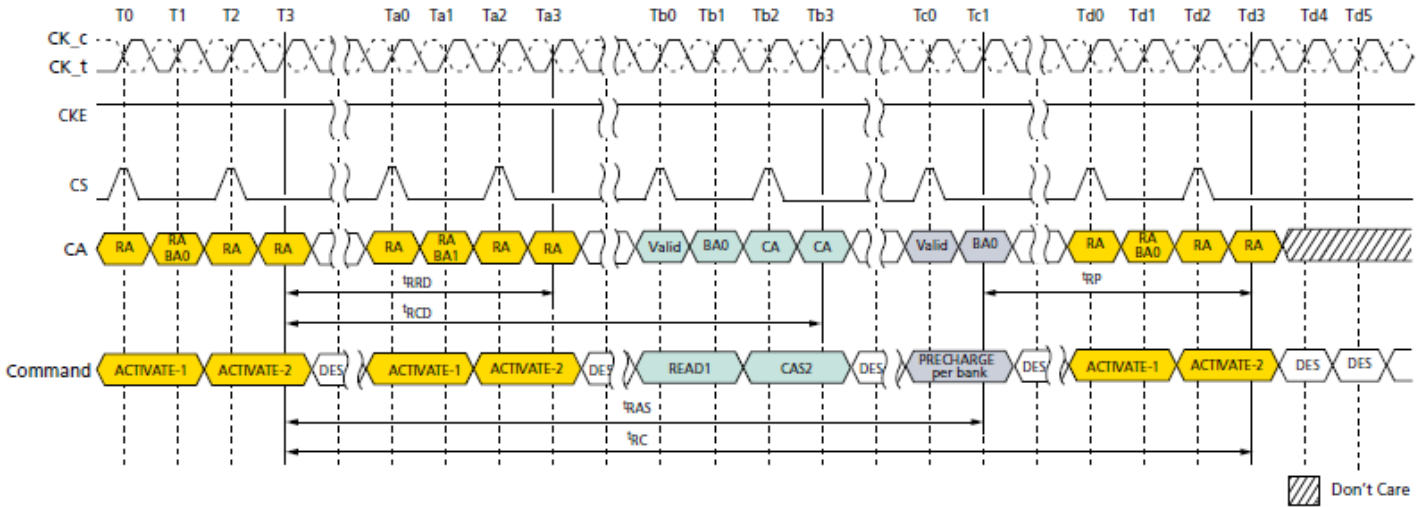 T0 T1 T2 T3 Ta0 Ta1 Ta2 Ta3 Tb0 Tb1 Tb2 Tb3 Tc0 Tc1 Td0 Td1 Td2 Td3 Td4 Td5
CK_c
CK_t
CKE
CS
CA RA RA BA0 RA RA RA RA BA1 RA RA Valid BA0 CA CA Valid BA0 RA RA BA0 RA RA
tRRD tRP
tRCD
Command ACTIVATE-1 ACTIVATE-2 DES ACTIVATE-1 ACTIVATE-2 DES READ1 CAS2 DES PRECHARGE per bank DES ACTIVATE-1 ACTIVATE-2 DES DES
tRAS
tRC
Don't Care